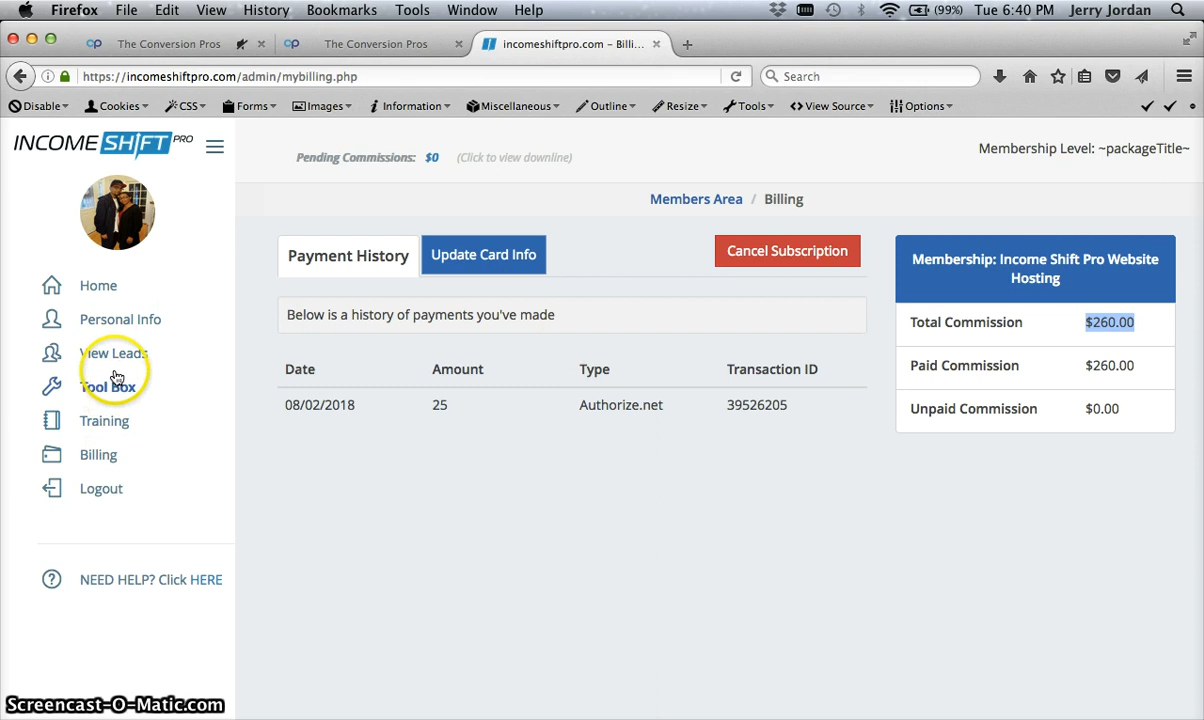 Firefox File Edit View History Bookmarks Tools Window Help (99%) Tue 6:40 PM Jerry Jordan
The Conversion Pros The Conversion Pros incomeshiftpro.com – Billi...
https://incomeshiftpro.com/admin/mybilling.php Search
Disable Cookies CSS Forms Images Information Miscellaneous Outline Resize Tools View Source Options
INCOME SHIFT PRO
Pending Commissions: $0 (Click to view downline)
Membership Level: ~packageTitle~
Members Area / Billing
Home
Personal Info
View Leads
Tool Box
Training
Billing
Logout
NEED HELP? Click HERE
Payment History Update Card Info Cancel Subscription
Below is a history of payments you've made
Date Amount Type Transaction ID
08/02/2018 25 Authorize.net 39526205
Membership: Income Shift Pro Website
Hosting
Total Commission $260.00
Paid Commission $260.00
Unpaid Commission $0.00
Screencast-O-Matic.com